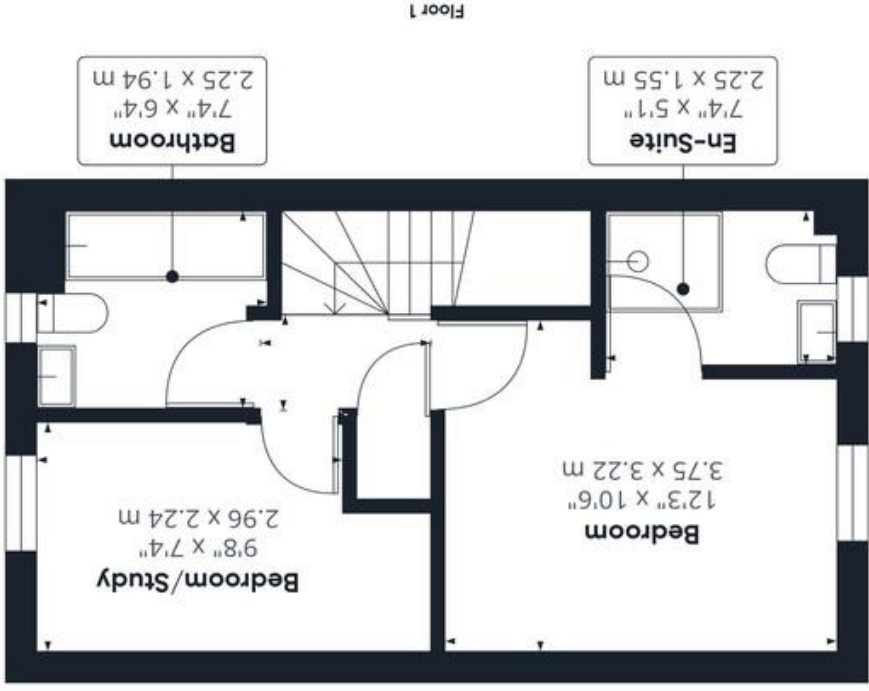 Bedroom
12'3" x 10'6"
3.75 x 3.22 m
Bedroom/Study
9'8" x 7'4"
2.96 x 2.24 m
En-Suite
7'4" x 5'1"
2.25 x 1.55 m
Bathroom
7'4" x 6'4"
2.25 x 1.94 m
Floor 1